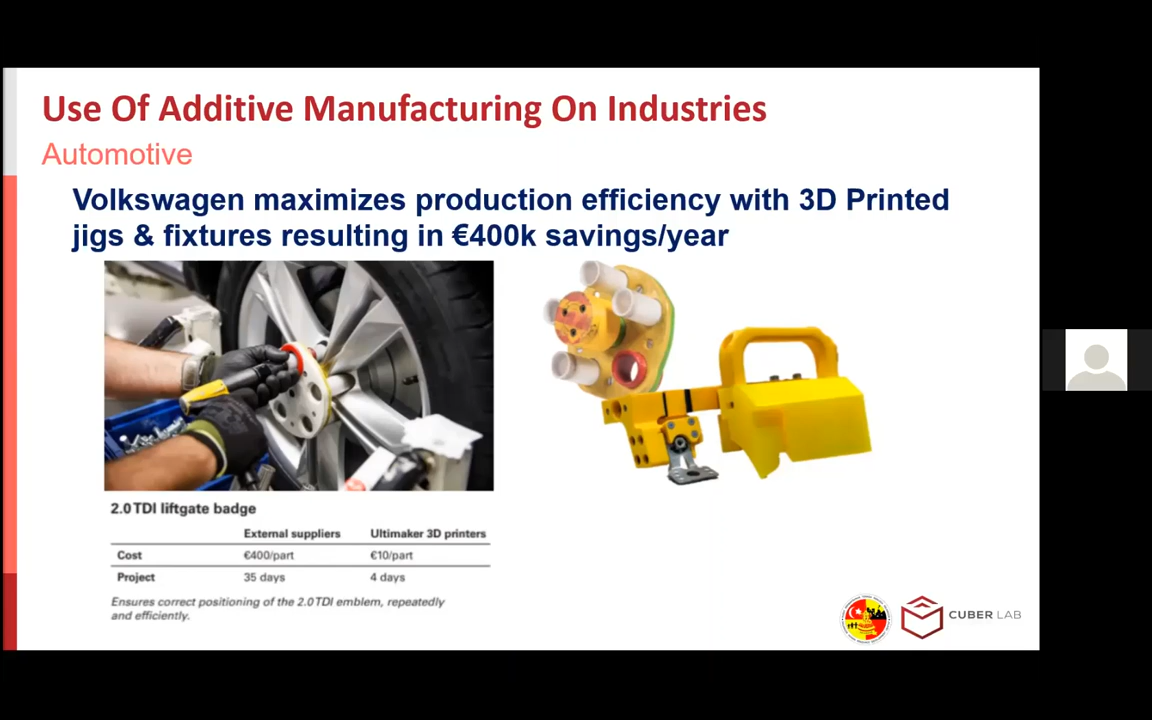 Use Of Additive Manufacturing On Industries
Automotive
Volkswagen maximizes production efficiency with 3D Printed
jigs & fixtures resulting in €400k savings/year
2.0 TDI liftgate badge
External suppliers Ultimaker 3D printers
Cost €400/part €10/part
Project 35 days 4 days
Ensures correct positioning of the 2.0 TDI emblem, repeatedly
and efficiently.
CUBER LAB